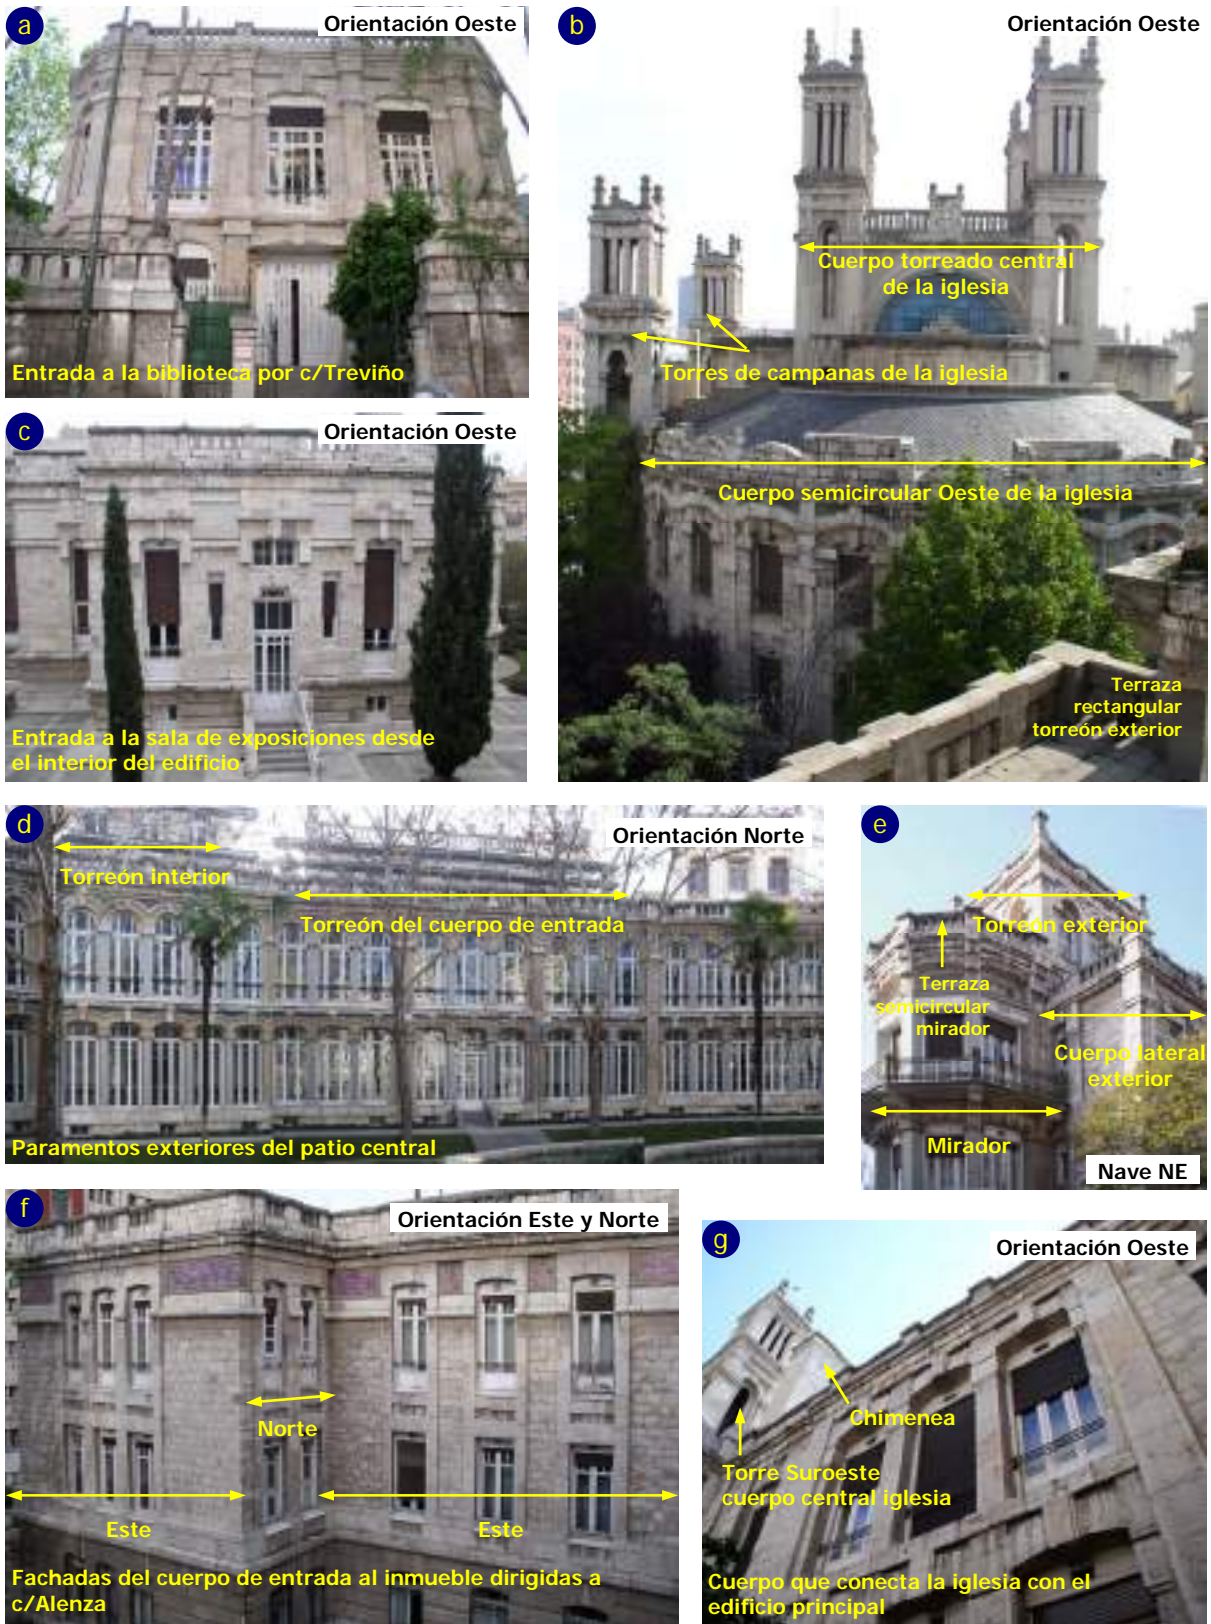 a
Orientación Oeste
Entrada a la biblioteca por c/Treviño
b
Orientación Oeste
Cuerpo torreado central
de la iglesia
Torres de campanas de la iglesia
Cuerpo semicircular Oeste de la iglesia
Terraza
rectangular
torreón exterior
c
Orientación Oeste
Entrada a la sala de exposiciones desde
el interior del edificio
d
Orientación Norte
Torreón interior
Torreón del cuerpo de entrada
Paramentos exteriores del patio central
e
Torreón exterior
Terraza
semicircular
mirador
Cuerpo lateral
exterior
Mirador
Nave NE
f
Orientación Este y Norte
Norte
Este
Este
Fachadas del cuerpo de entrada al inmueble dirigidas a
c/Alenza
g
Orientación Oeste
Chimenea
Torre Suroeste
cuerpo central iglesia
Cuerpo que conecta la iglesia con el
edificio principal